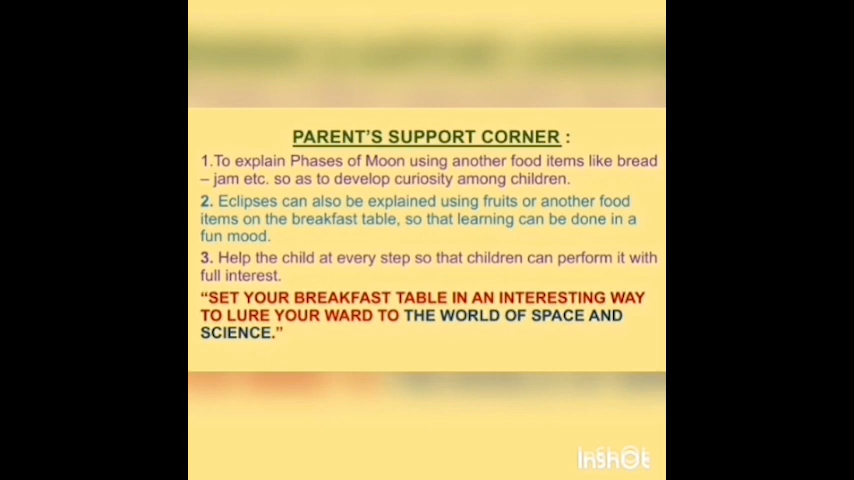 PARENT'S SUPPORT CORNER :
1.To explain Phases of Moon using another food items like bread
– jam etc. so as to develop curiosity among children.
2. Eclipses can also be explained using fruits or another food
items on the breakfast table, so that learning can be done in a
fun mood.
3. Help the child at every step so that children can perform it with
full interest.
“SET YOUR BREAKFAST TABLE IN AN INTERESTING WAY
TO LURE YOUR WARD TO THE WORLD OF SPACE AND
SCIENCE.”
InShOt